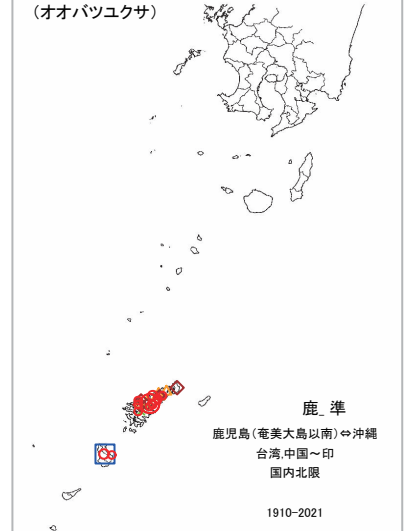 (オオバツユクサ)
鹿_準
鹿児島(奄美大島以南)⇔沖縄
台湾,中国~印
国内北限
1910-2021